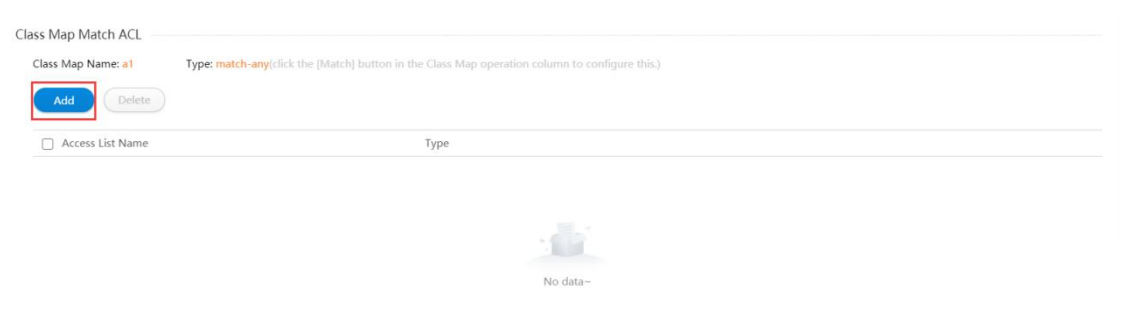 Class Map Match ACL
Class Map Name: a1 Type: match-any(click the [Match] button in the Class Map operation column to configure this.)
Add Delete
Access List Name Type
No data~